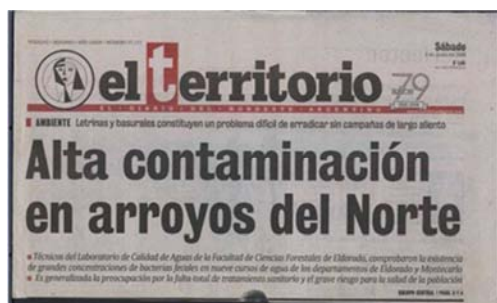 Sábado
el territorio 79
EL DIARIO DEL NORDESTE ARGENTINO
AMBIENTE Letrinas y basurales constituyen un problema difícil de erradicar sin campañas de largo aliento
Alta contaminación
en arroyos del Norte
Técnicos del Laboratorio de Calidad de Aguas de la Facultad de Ciencias Forestales de Eldorado, comprobaron la existencia
de grandes concentraciones de bacterias fecales en nueve cursos de agua de los departamentos de Eldorado y Montecarlo
Es generalizada la preocupación por la falta total de tratamiento sanitario y el grave riesgo para la salud de la población